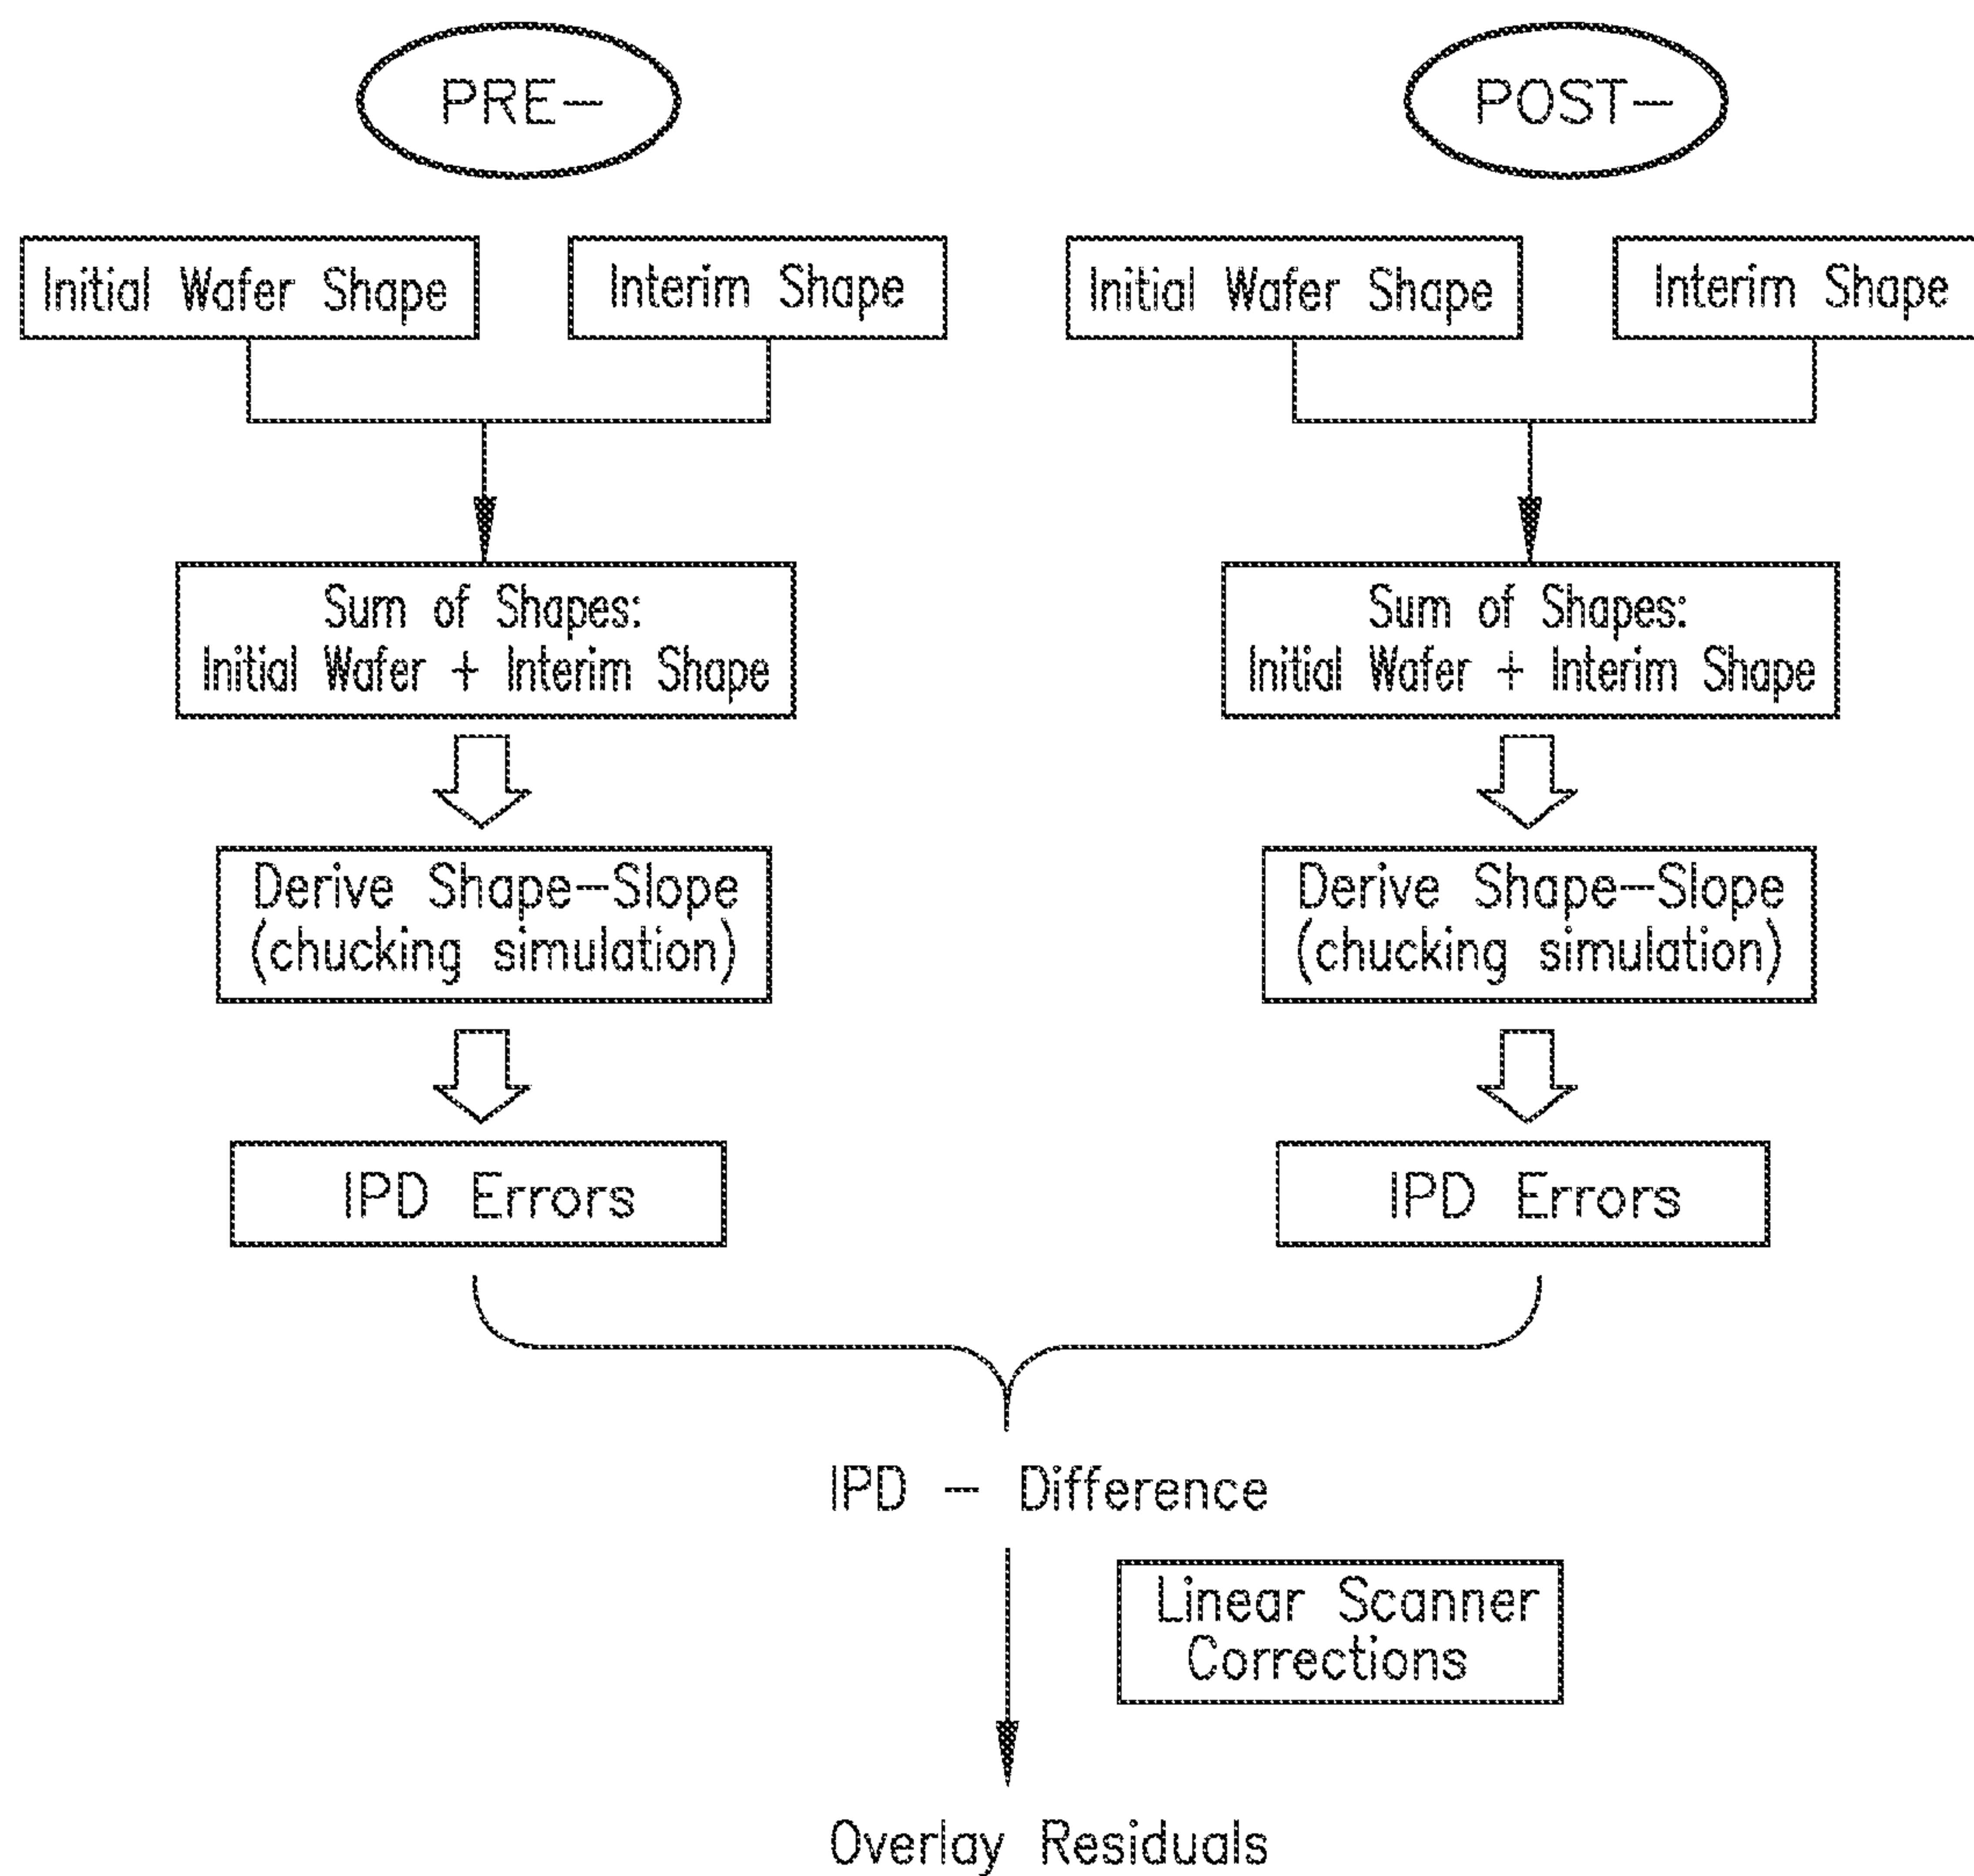 PRE—
POST—
Initial Wafer Shape
Interim Shape
Initial Wafer Shape
Interim Shape
Sum of Shapes:
Initial Wafer + Interim Shape
Sum of Shapes:
Initial Wafer + Interim Shape
Derive Shape—Slope
(chucking simulation)
Derive Shape—Slope
(chucking simulation)
IPD Errors
IPD Errors
IPD — Difference
Linear Scanner
Corrections
Overlay Residuals